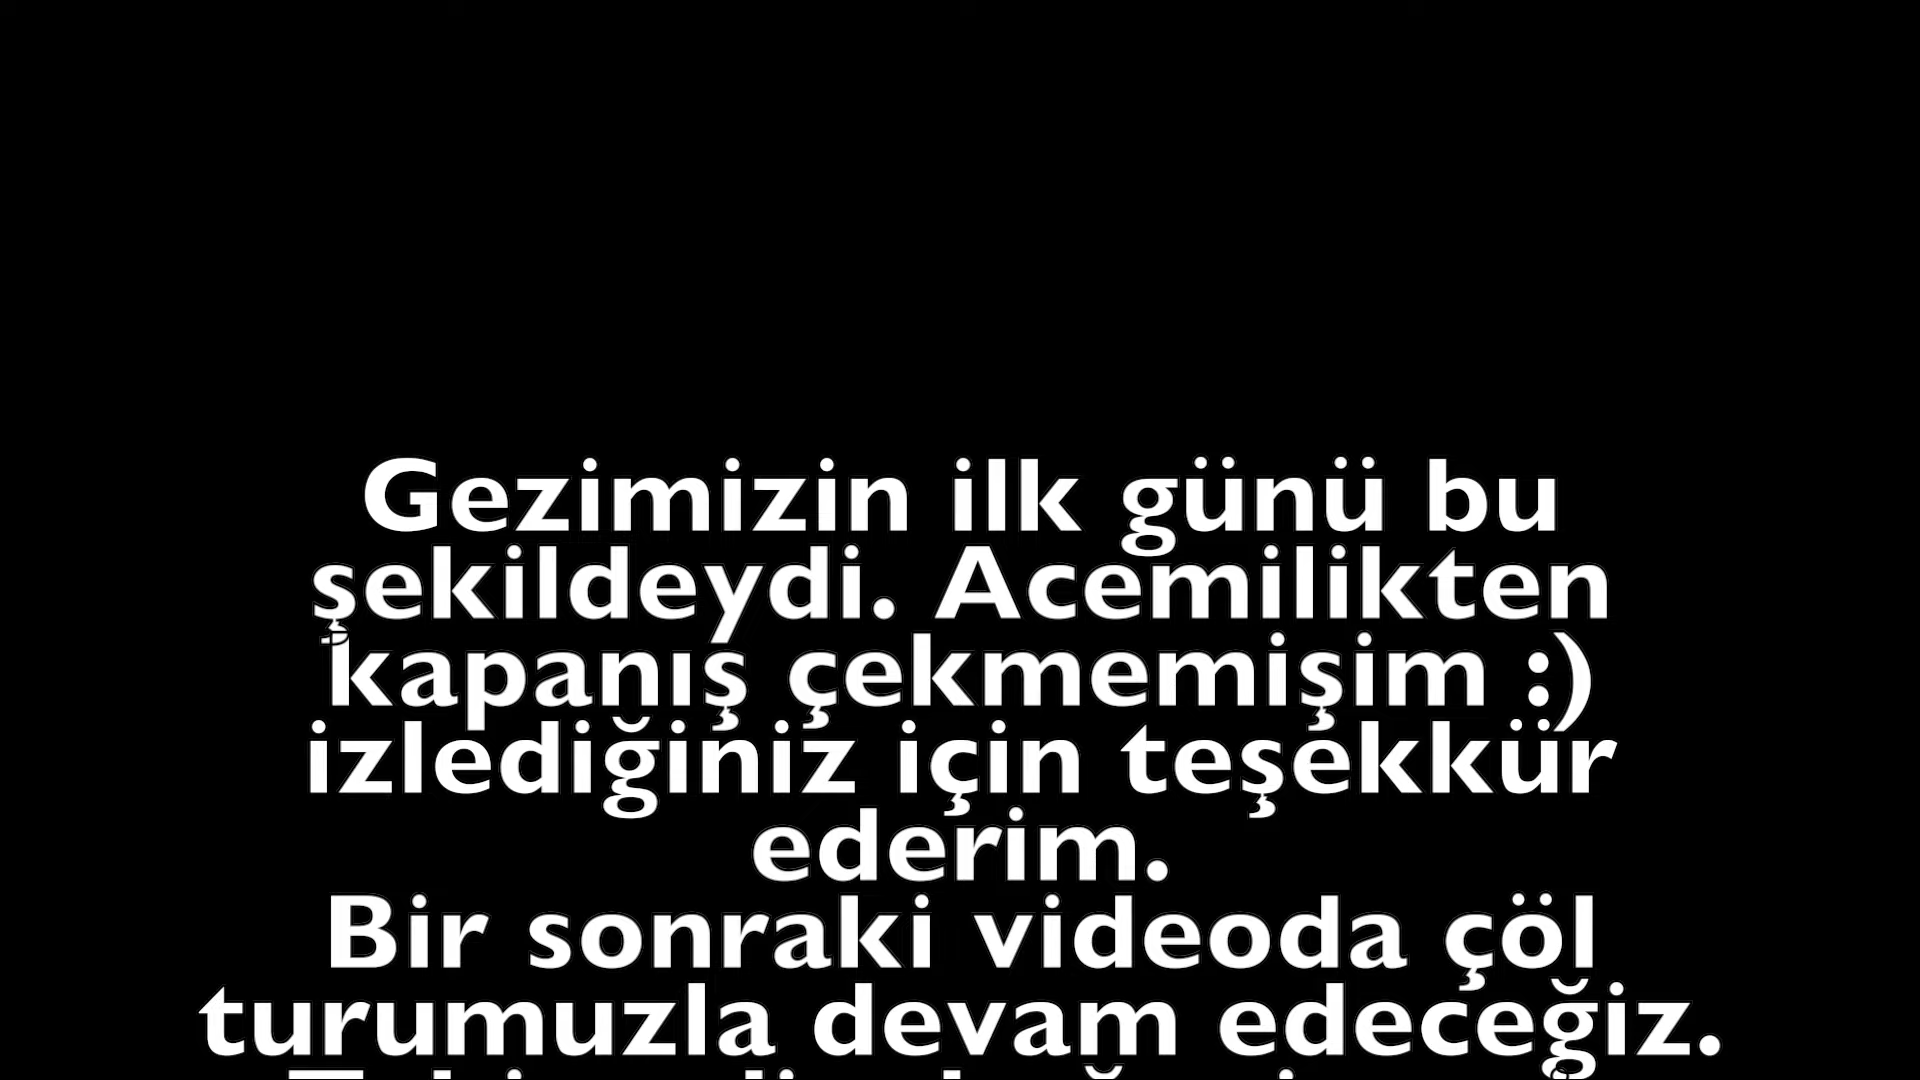 Gezimizin ilk günü bu
şekildeydi. Acemilikten
kapanış çekmemişim :)
izlediğiniz için teşekkür
ederim.
Bir sonraki videoda çöl
turumuzla devam edeceğiz.